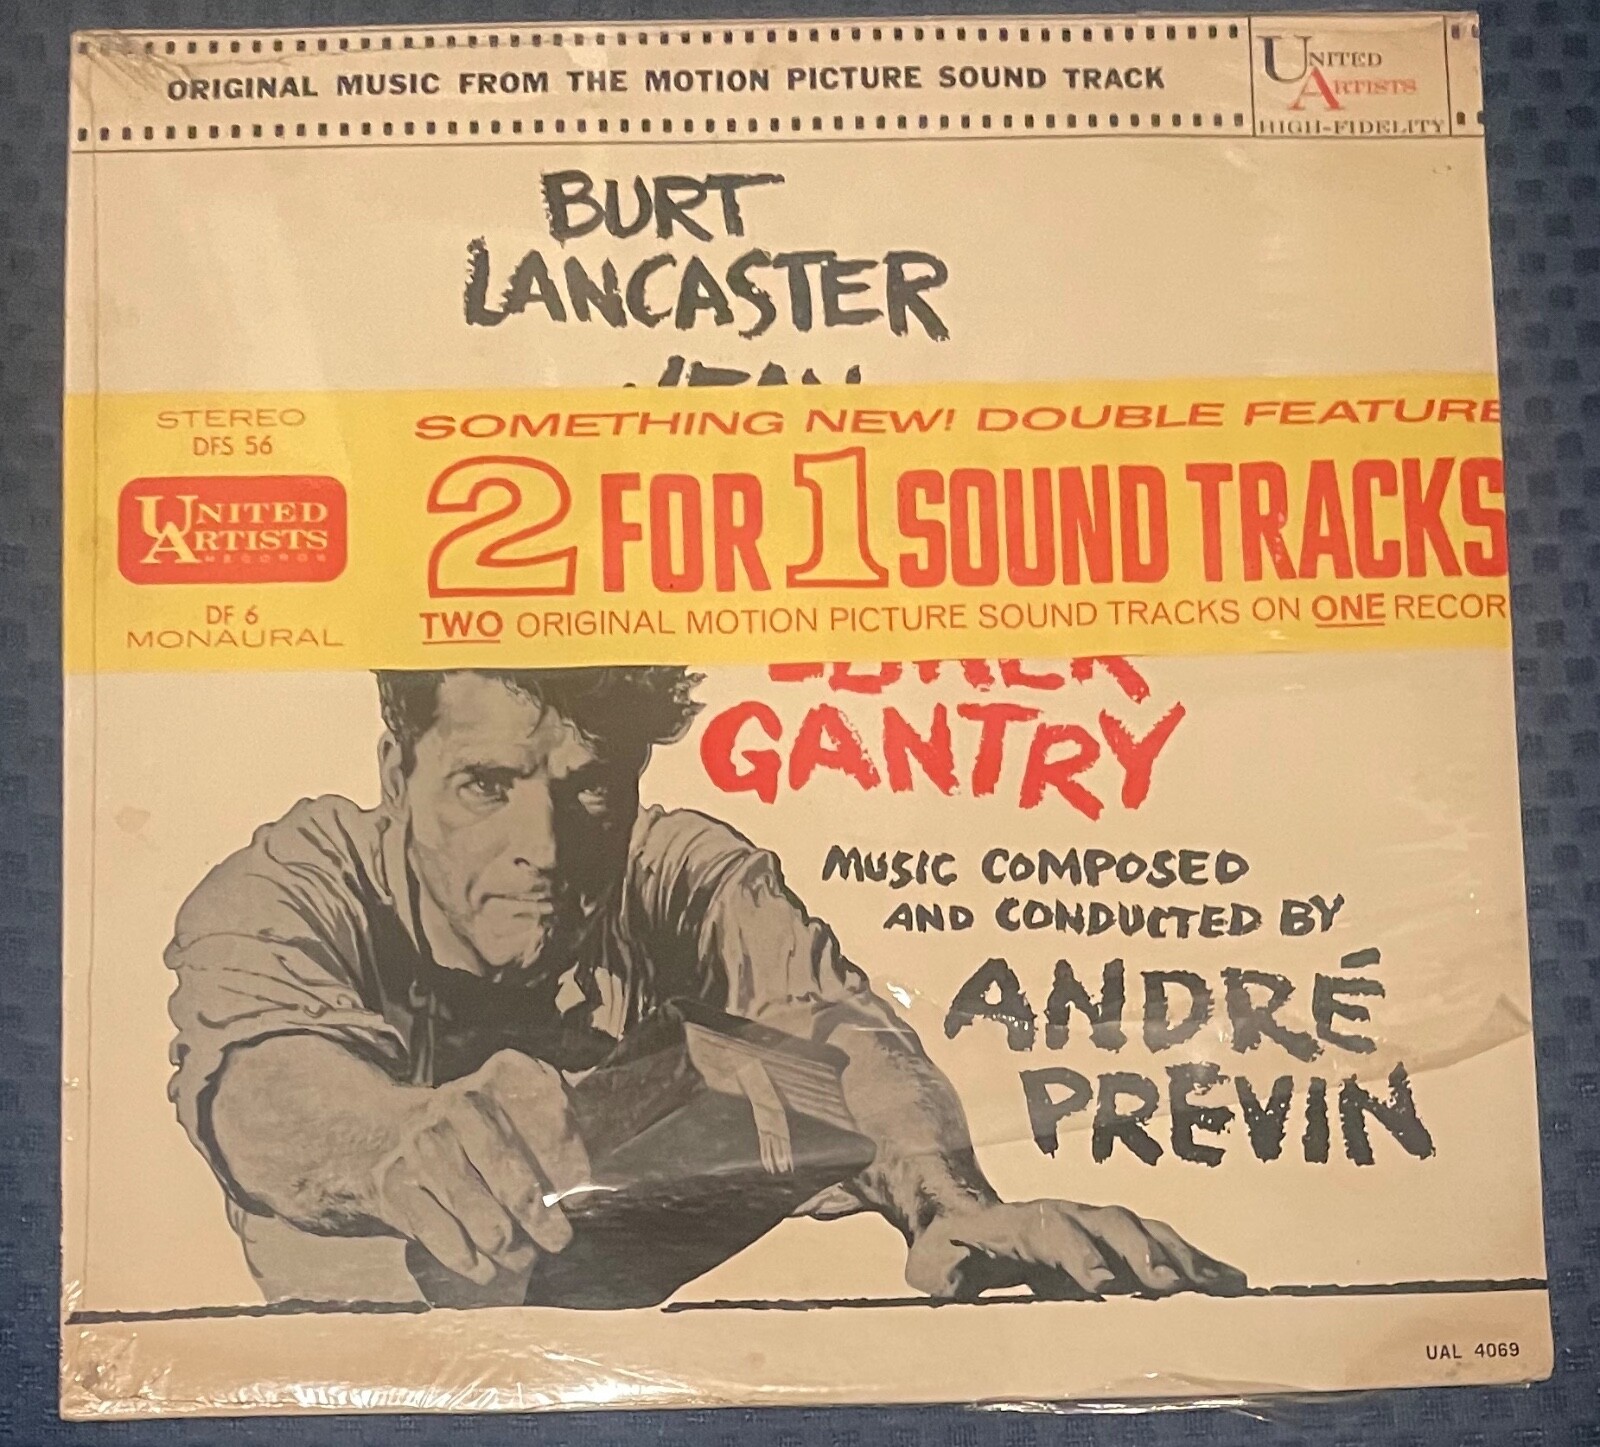 ORIGINAL MUSIC FROM THE MOTION PICTURE SOUND TRACK
UNITED
ARTISTS
HIGH-FIDELITY
BURT
LANCASTER
STEREO
DFS 56
UNITED
ARTISTS
RECORDS
DF 6
MONAURAL
SOMETHING NEW! DOUBLE FEATURE
2 FOR 1 SOUND TRACKS
TWO ORIGINAL MOTION PICTURE SOUND TRACKS ON ONE RECOR
GANTRY
MUSIC COMPOSED
AND CONDUCTED BY
ANDRÉ
PREVIN
UAL 4069